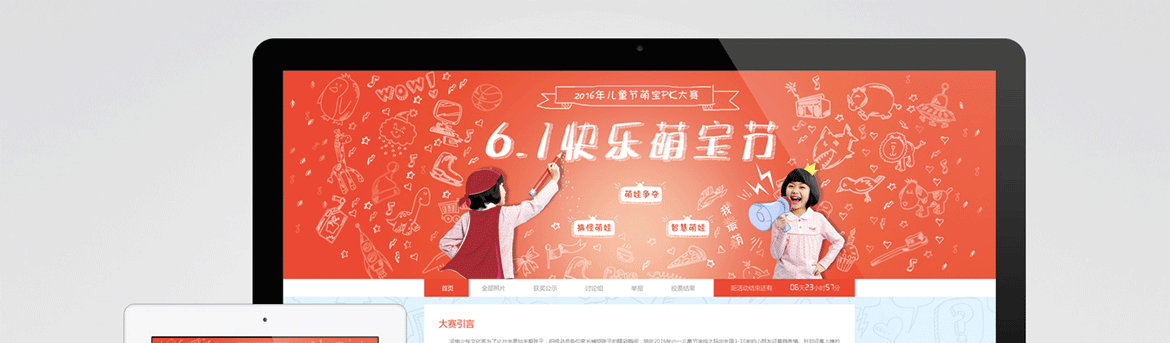 WOW!
2016年儿童节萌宝PK大赛
6.1快乐萌宝节
萌娃争夺
搞怪萌娃
智慧萌娃
我最萌
首页 全部照片 获奖公示 讨论组 举报 投票结果 距活动结束还有 06天23小时57分
大赛引言